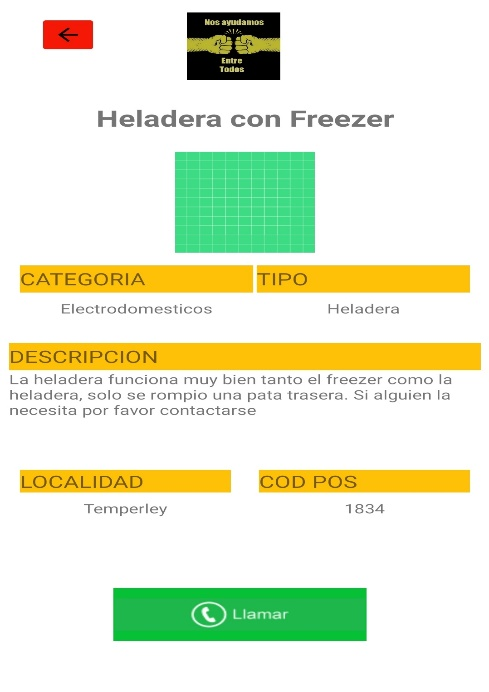 Nos ayudamos
Entre
Todos
Heladera con Freezer
CATEGORIA TIPO
Electrodomesticos Heladera
DESCRIPCION
La heladera funciona muy bien tanto el freezer como la
heladera, solo se rompio una pata trasera. Si alguien la
necesita por favor contactarse
LOCALIDAD COD POS
Temperley 1834
Llamar